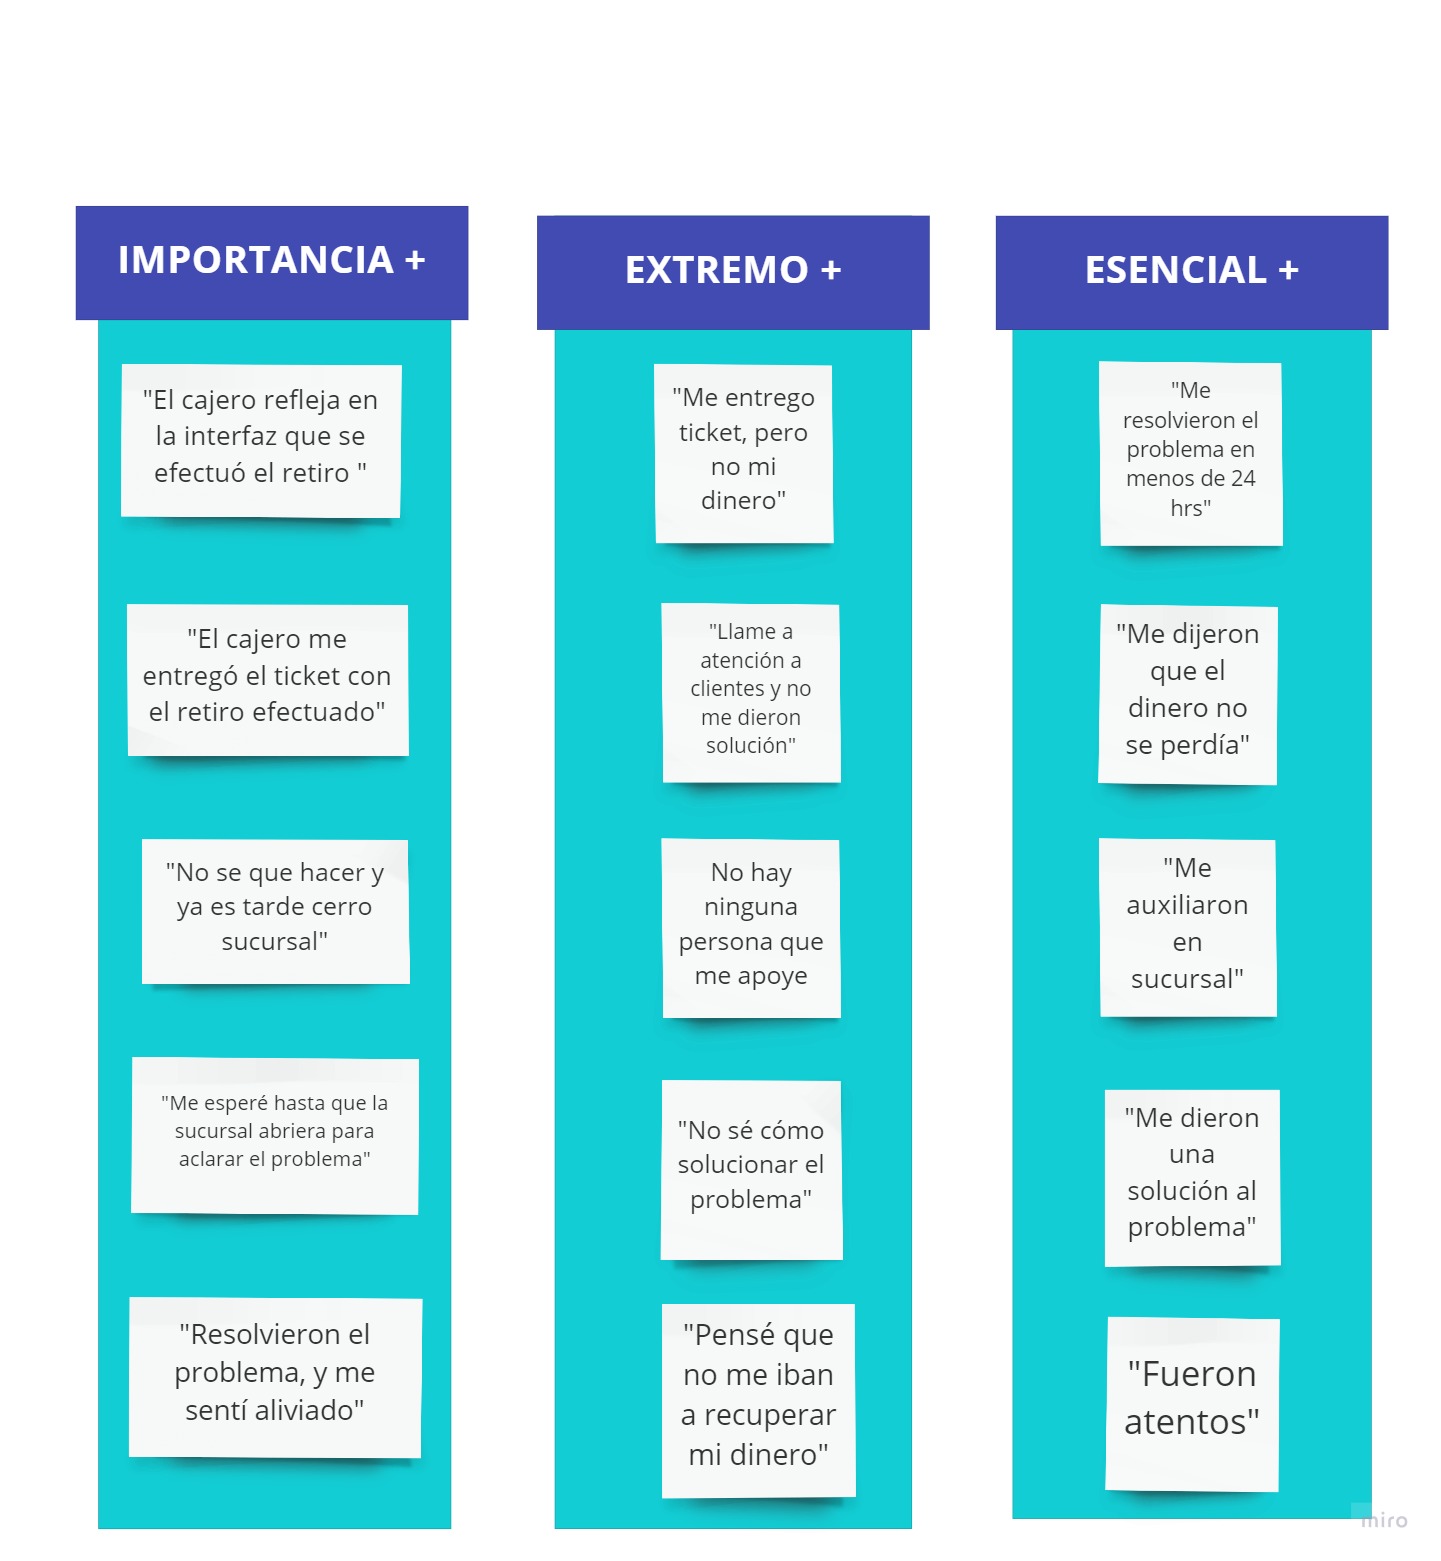 IMPORTANCIA +
"El cajero refleja en
la interfaz que se
efectuó el retiro "
"El cajero me
entregó el ticket con
el retiro efectuado"
"No se que hacer y
ya es tarde cerro
sucursal"
"Me esperé hasta que la
sucursal abriera para
aclarar el problema"
"Resolvieron el
problema, y me
sentí aliviado"
EXTREMO +
"Me entrego
ticket, pero
no mi
dinero"
"Llame a
atención a
clientes y no
me dieron
solución"
No hay
ninguna
persona que
me apoye
"No sé cómo
solucionar el
problema"
"Pensé que
no me iban
a recuperar
mi dinero"
ESENCIAL +
"Me
resolvieron el
problema en
menos de 24
hrs"
"Me dijeron
que el
dinero no
se perdía"
"Me
auxiliaron
en
sucursal"
"Me dieron
una
solución al
problema"
"Fueron
atentos"
miro